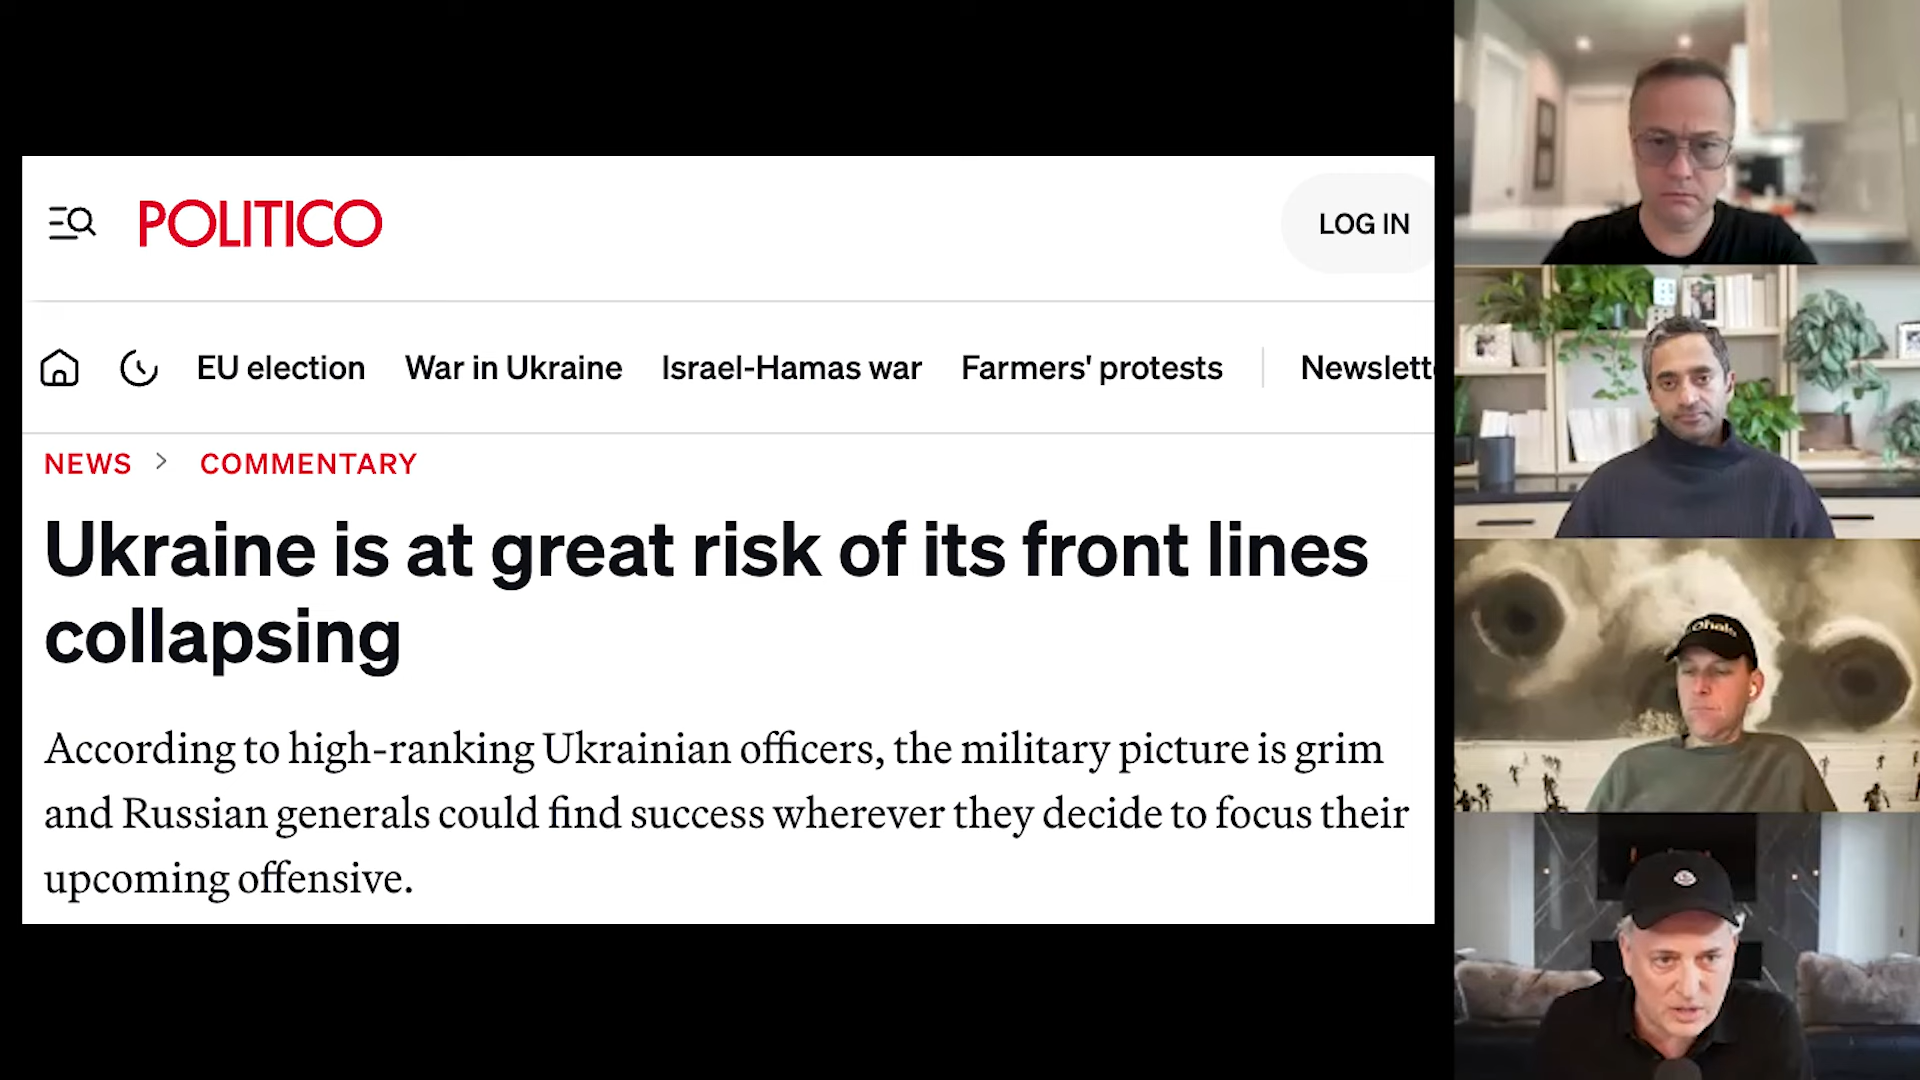 POLITICO
LOG IN
EU election War in Ukraine Israel-Hamas war Farmers' protests Newslett
NEWS > COMMENTARY
Ukraine is at great risk of its front lines
collapsing
According to high-ranking Ukrainian officers, the military picture is grim
and Russian generals could find success wherever they decide to focus their
upcoming offensive.
Ohalo